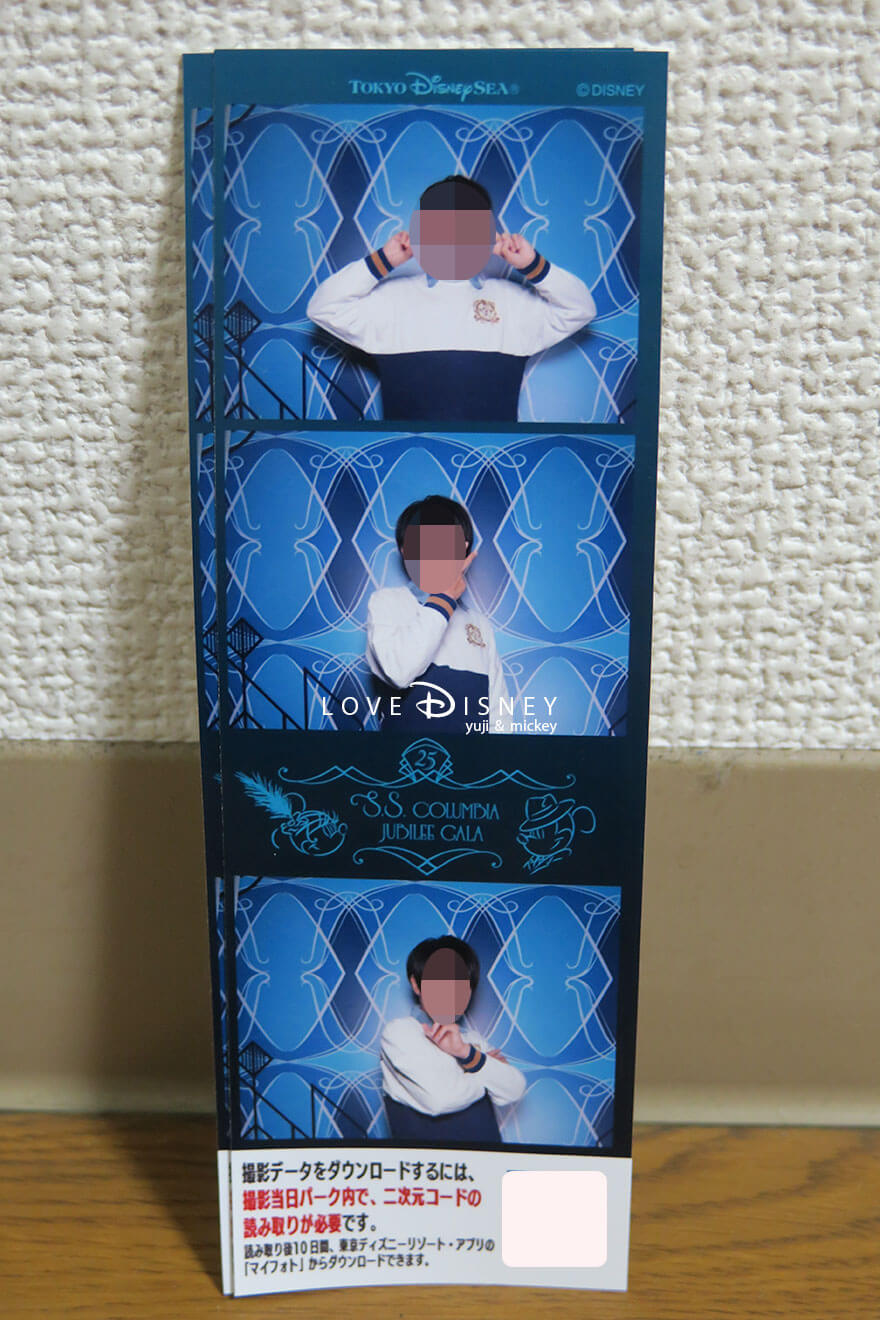 TOKYO DISNEYSEA® ©DISNEY
LOVE DISNEY
yuji & mickey
25
S.S. COLUMBIA
JUBILEE GALA
撮影データをダウンロードするには、
撮影当日パーク内で、二次元コードの
読み取りが必要です。
読み取り後10日間、東京ディズニーリゾート・アプリの
「マイフォト」からダウンロードできます。